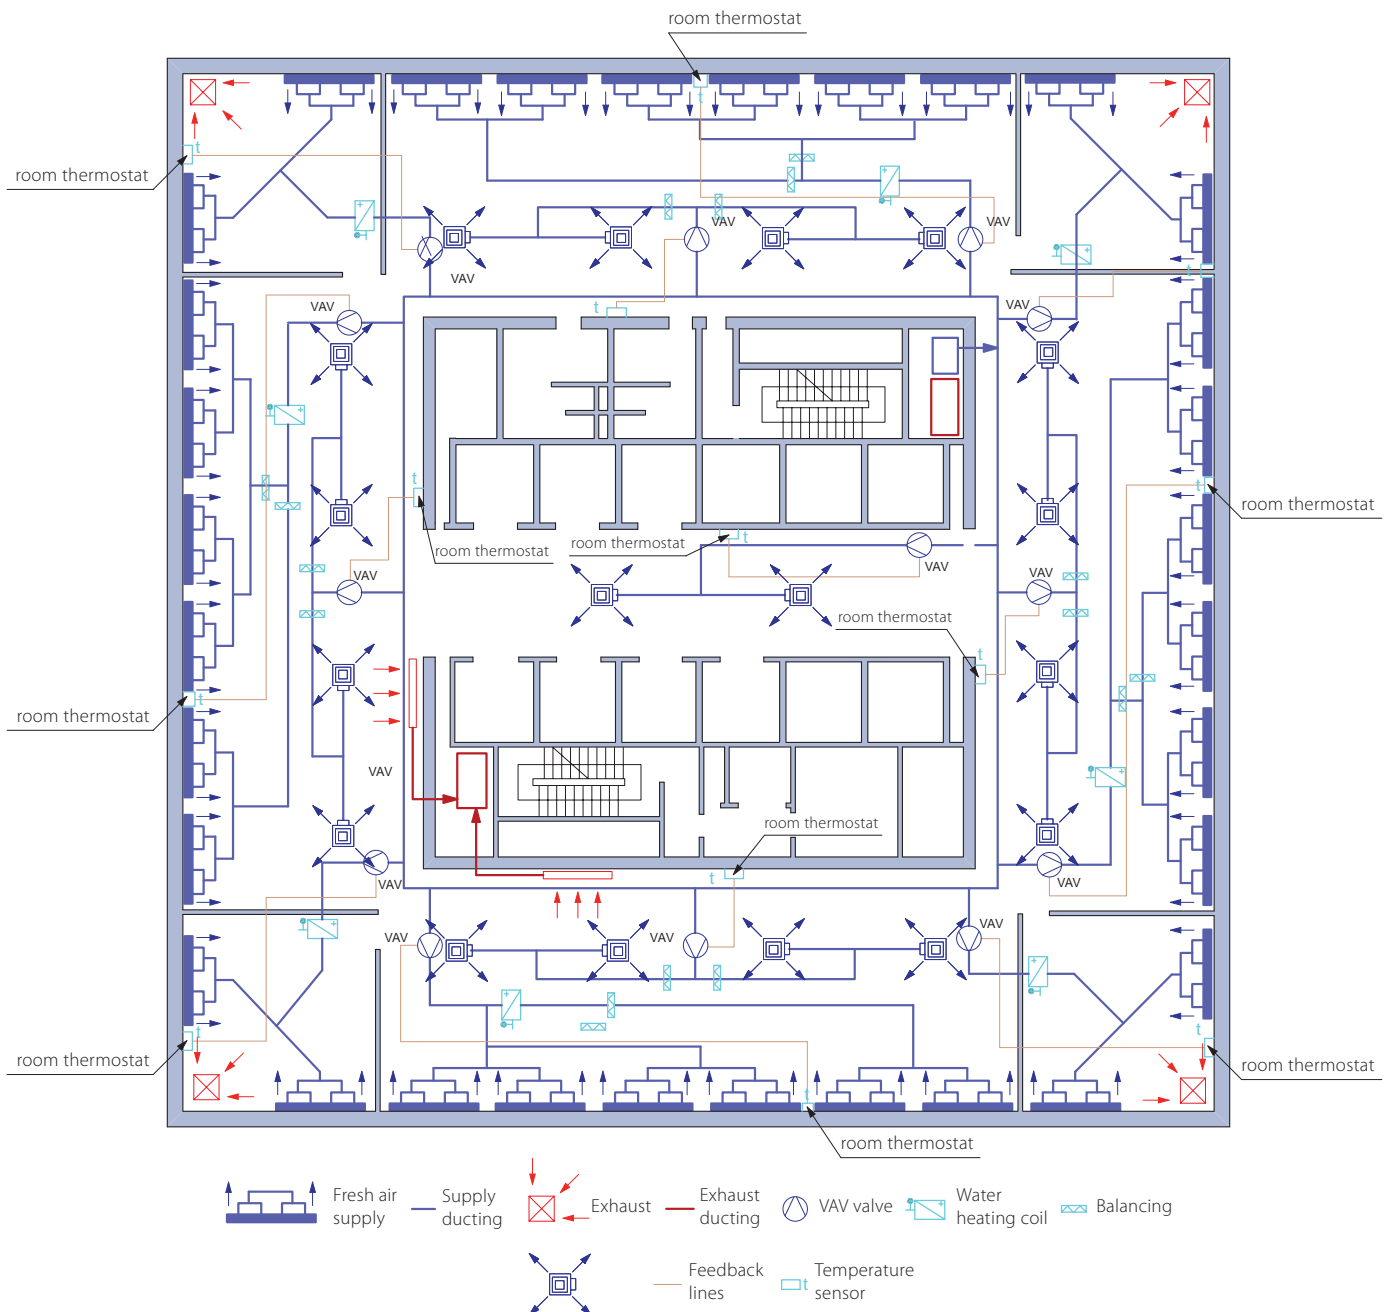 room thermostat
t
t
room thermostat
VAV
VAV
VAV
t
VAV
VAV
t
t
t
room thermostat
room thermostat
room thermostat
t
VAV
VAV
VAV
room thermostat
t
t
room thermostat
VAV
room thermostat
t
VAV
VAV
VAV
VAV
VAV
t
t
room thermostat
room thermostat
t
room thermostat
Fresh air
supply
Supply
ducting
Exhaust
Exhaust
ducting
VAV valve
Water
heating coil
Balancing
Feedback
lines
t
Temperature
sensor